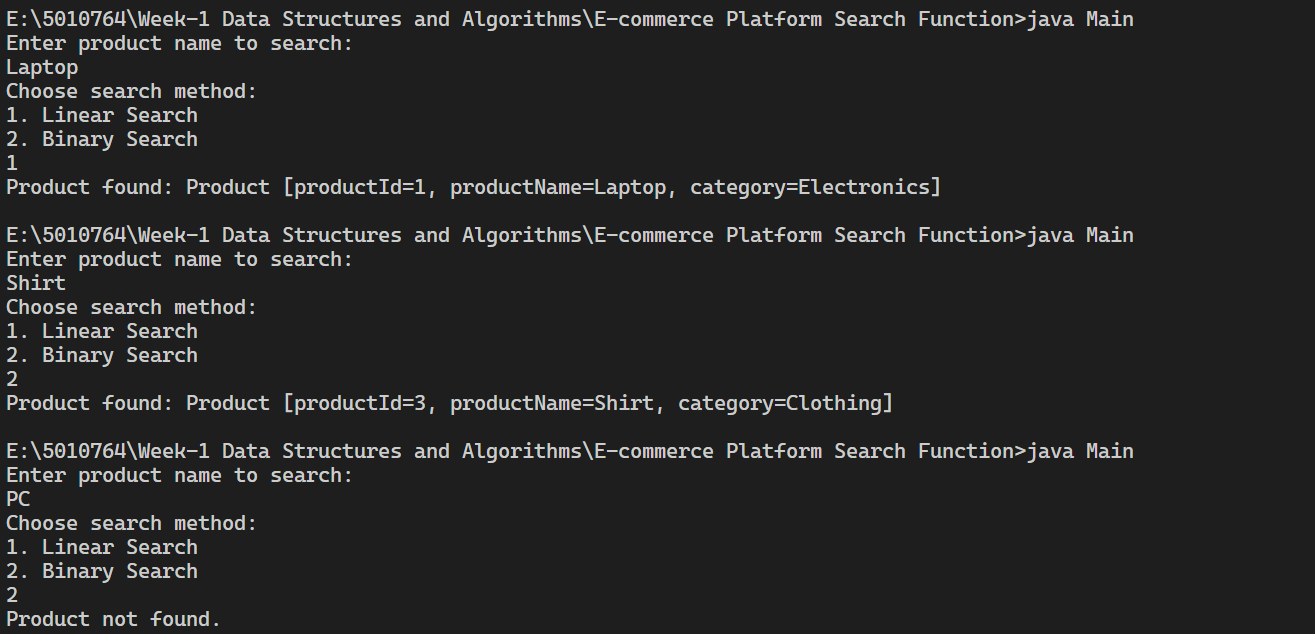 E:\5010764\Week-1 Data Structures and Algorithms\E-commerce Platform Search Function>java Main
Enter product name to search:
Laptop
Choose search method:
1. Linear Search
2. Binary Search
1
Product found: Product [productId=1, productName=Laptop, category=Electronics]

E:\5010764\Week-1 Data Structures and Algorithms\E-commerce Platform Search Function>java Main
Enter product name to search:
Shirt
Choose search method:
1. Linear Search
2. Binary Search
2
Product found: Product [productId=3, productName=Shirt, category=Clothing]

E:\5010764\Week-1 Data Structures and Algorithms\E-commerce Platform Search Function>java Main
Enter product name to search:
PC
Choose search method:
1. Linear Search
2. Binary Search
2
Product not found.